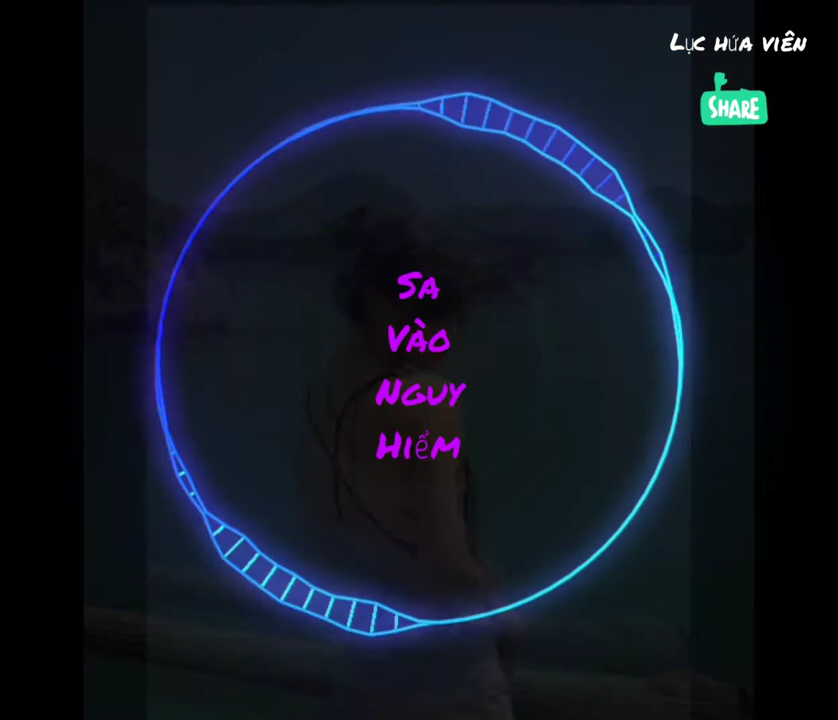 Lục hứa viên
SHARE
Sa
Vào
Nguy
Hiểm